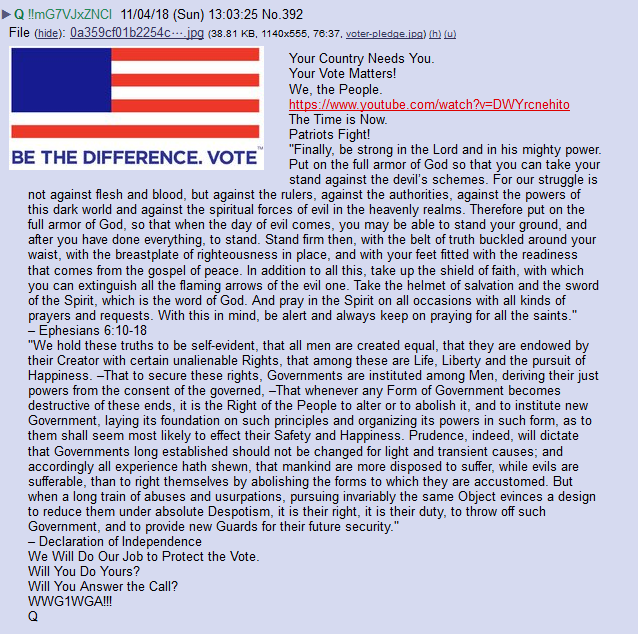 ▶ Q !!mG7VJxZNCI 11/04/18 (Sun) 13:03:25 No.392
File (hide): 0a359cf01b2254c⋯.jpg (38.81 KB, 1140x555, 76:37, voter-pledge.jpg) (h) (u)
BE THE DIFFERENCE. VOTE™
Your Country Needs You.
Your Vote Matters!
We, the People.
https://www.youtube.com/watch?v=DWYrcnehito
The Time is Now.
Patriots Fight!
"Finally, be strong in the Lord and in his mighty power.
Put on the full armor of God so that you can take your
stand against the devil's schemes. For our struggle is
not against flesh and blood, but against the rulers, against the authorities, against the powers of
this dark world and against the spiritual forces of evil in the heavenly realms. Therefore put on the
full armor of God, so that when the day of evil comes, you may be able to stand your ground, and
after you have done everything, to stand. Stand firm then, with the belt of truth buckled around your
waist, with the breastplate of righteousness in place, and with your feet fitted with the readiness
that comes from the gospel of peace. In addition to all this, take up the shield of faith, with which
you can extinguish all the flaming arrows of the evil one. Take the helmet of salvation and the sword
of the Spirit, which is the word of God. And pray in the Spirit on all occasions with all kinds of
prayers and requests. With this in mind, be alert and always keep on praying for all the saints."
– Ephesians 6:10-18
"We hold these truths to be self-evident, that all men are created equal, that they are endowed by
their Creator with certain unalienable Rights, that among these are Life, Liberty and the pursuit of
Happiness. –That to secure these rights, Governments are instituted among Men, deriving their just
powers from the consent of the governed, –That whenever any Form of Government becomes
destructive of these ends, it is the Right of the People to alter or to abolish it, and to institute new
Government, laying its foundation on such principles and organizing its powers in such form, as to
them shall seem most likely to effect their Safety and Happiness. Prudence, indeed, will dictate
that Governments long established should not be changed for light and transient causes; and
accordingly all experience hath shewn, that mankind are more disposed to suffer, while evils are
sufferable, than to right themselves by abolishing the forms to which they are accustomed. But
when a long train of abuses and usurpations, pursuing invariably the same Object evinces a design
to reduce them under absolute Despotism, it is their right, it is their duty, to throw off such
Government, and to provide new Guards for their future security."
– Declaration of Independence
We Will Do Our Job to Protect the Vote.
Will You Do Yours?
Will You Answer the Call?
WWG1WGA!!!
Q